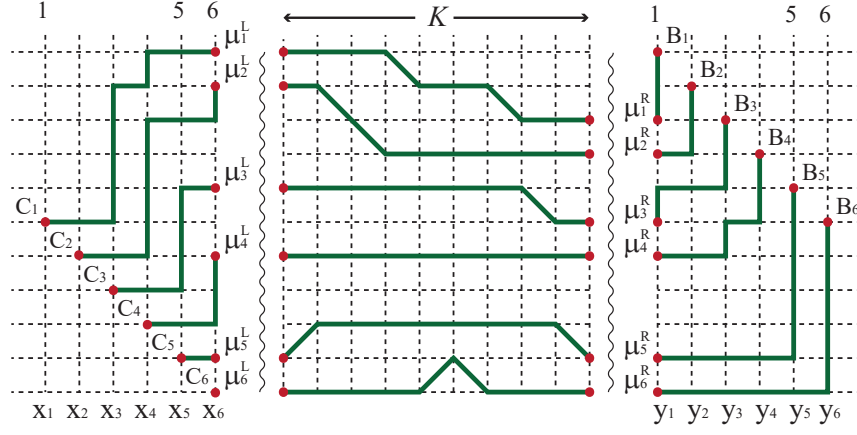 1 5 6 K 1 5 6
μ₁ᴸ B₁
μ₂ᴸ B₂
μ₁ᴿ B₃
μ₂ᴿ B₄
μ₃ᴸ B₅
C₁ μ₃ᴿ B₆
C₂ μ₄ᴸ μ₄ᴿ
C₃
C₄
C₅ μ₅ᴸ μ₅ᴿ
C₆ μ₆ᴸ μ₆ᴿ
x₁ x₂ x₃ x₄ x₅ x₆ y₁ y₂ y₃ y₄ y₅ y₆